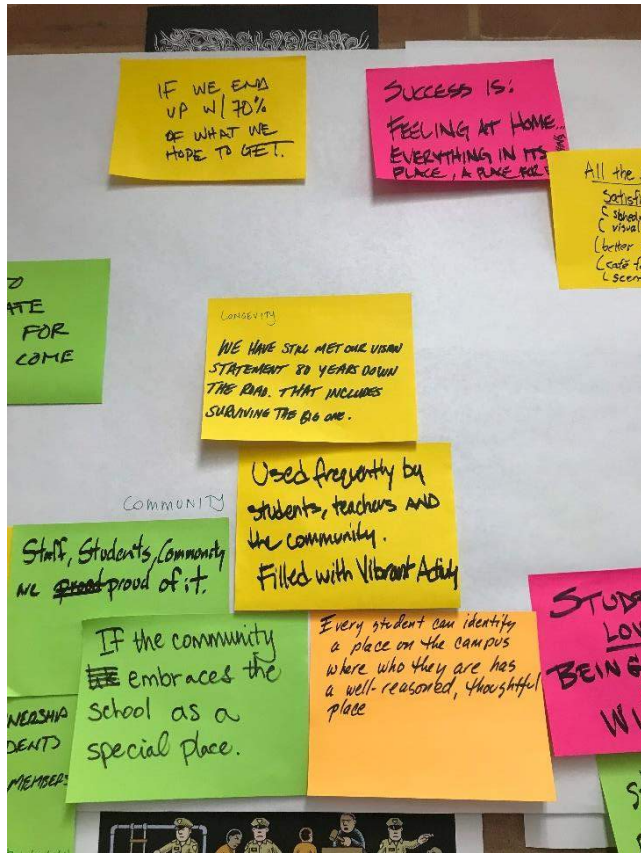 IF WE END
UP W/ 70%
OF WHAT WE
HOPE TO GET.
SUCCESS IS:
FEELING AT HOME...
EVERYTHING IN ITS
PLACE, A PLACE FOR
All the
(better
FOR
COME
LONGEVITY
WE HAVE STILL MET OUR VISION
STATEMENT 80 YEARS DOWN
THE ROAD. THAT INCLUDES
SURVIVING THE BIG ONE.
Used frequently by
students, teachers AND
the community.
Filled with Vibrant Activity
COMMUNITY
Staff, Students, Community
are proud of it.
If the community
embraces the
school as a
special place.
Every student can identify
a place on the campus
where who they are has
a well-reasoned, thoughtful
place
BEING